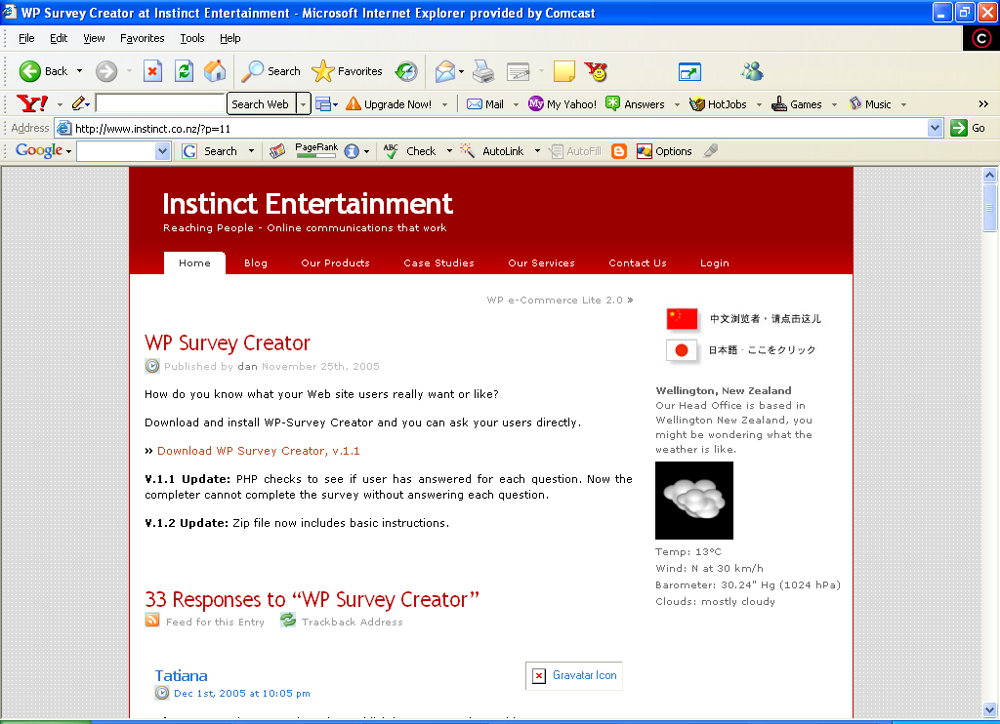 WP Survey Creator at Instinct Entertainment - Microsoft Internet Explorer provided by Comcast
File Edit View Favorites Tools Help
Back Search Favorites
Y! Search Web Upgrade Now! Mail My Yahoo! Answers HotJobs Games Music »
Address http://www.instinct.co.nz/?p=11 Go
Google G Search PageRank ABC Check AutoLink AutoFill Options
Instinct Entertainment
Reaching People - Online communications that work
Home Blog Our Products Case Studies Our Services Contact Us Login
WP e-Commerce Lite 2.0 »
中文浏览者·请点击这儿
日本語 - ここをクリック
WP Survey Creator
Published by dan November 25th, 2005
How do you know what your Web site users really want or like?
Download and install WP-Survey Creator and you can ask your users directly.
» Download WP Survey Creator, v.1.1
V.1.1 Update: PHP checks to see if user has answered for each question. Now the
completer cannot complete the survey without answering each question.
V.1.2 Update: Zip file now includes basic instructions.
Wellington, New Zealand
Our Head Office is based in
Wellington New Zealand, you
might be wondering what the
weather is like.
Temp: 13°C
Wind: N at 30 km/h
Barometer: 30.24" Hg (1024 hPa)
Clouds: mostly cloudy
33 Responses to “WP Survey Creator”
Feed for this Entry Trackback Address
Tatiana
Dec 1st, 2005 at 10:05 pm
Gravatar Icon